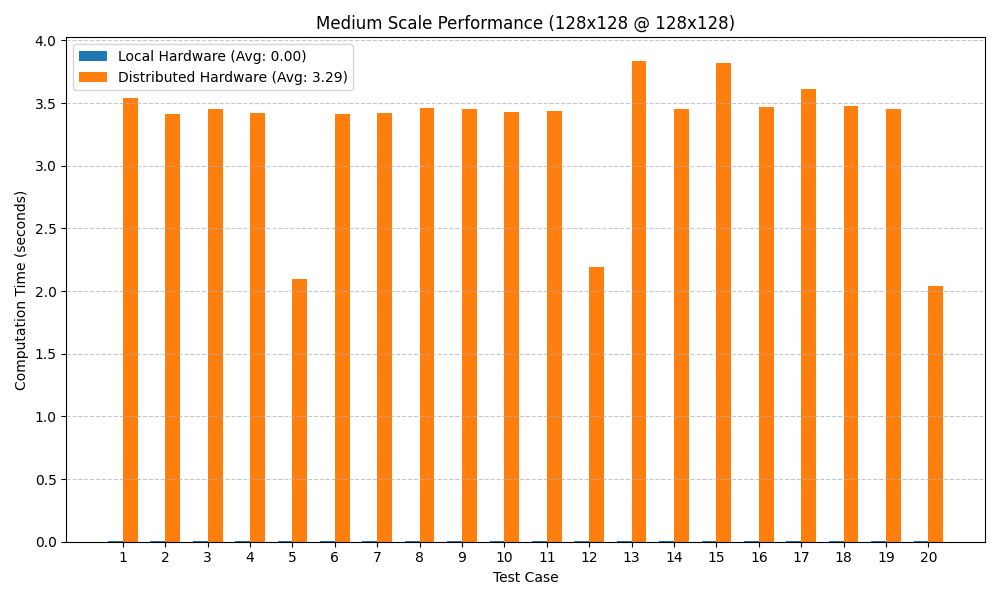 Medium Scale Performance (128x128 @ 128x128)
Local Hardware (Avg: 0.00)
Distributed Hardware (Avg: 3.29)
Computation Time (seconds)
4.0
3.5
3.0
2.5
2.0
1.5
1.0
0.5
0.0
1 2 3 4 5 6 7 8 9 10 11 12 13 14 15 16 17 18 19 20
Test Case